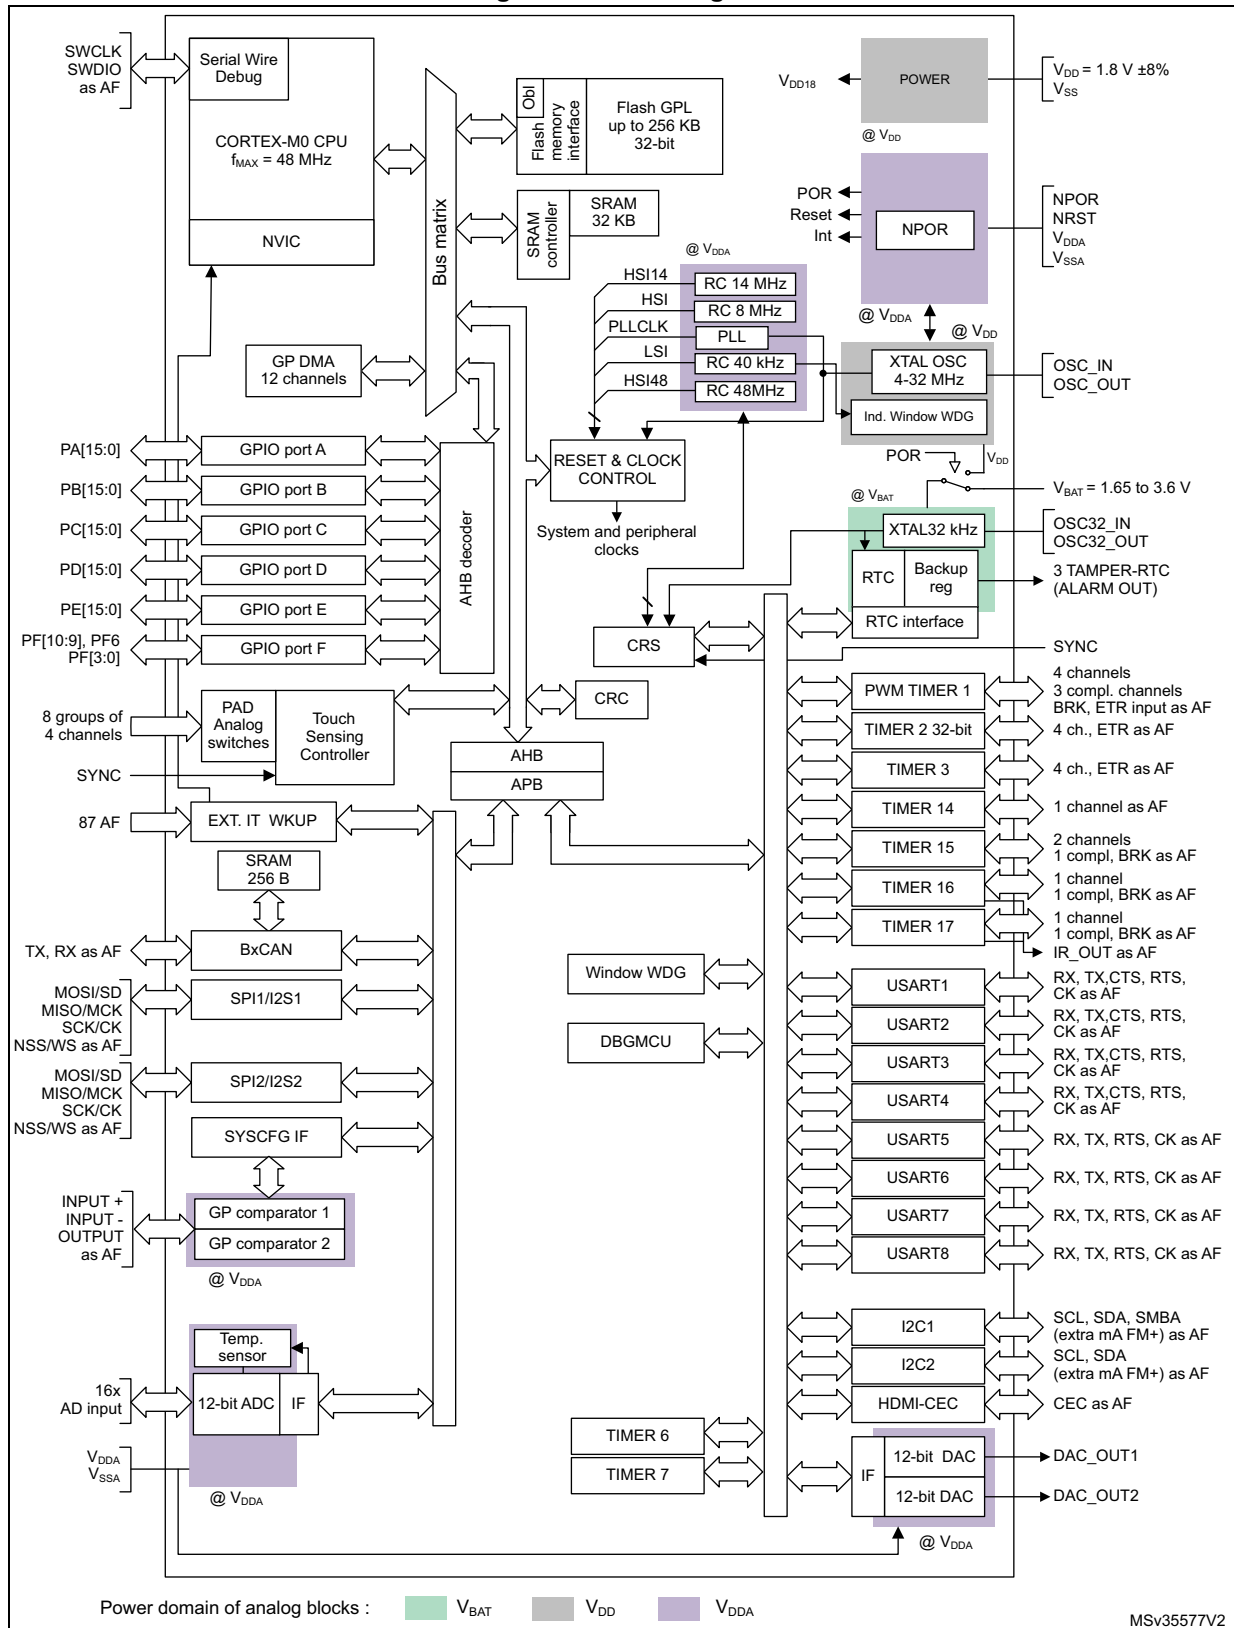 SWCLK
SWDIO
as AF
Serial Wire
Debug
CORTEX-M0 CPU
fMAX = 48 MHz
NVIC
Bus matrix
Obl
Flash
memory
interface
Flash GPL
up to 256 KB
32-bit
SRAM
controller
SRAM
32 KB
VDD18
POWER
VDD = 1.8 V ±8%
VSS
@ VDD
POR
Reset
Int
NPOR
NPOR
NRST
VDDA
VSSA
@ VDDA
@ VDDA
@ VDD
HSI14
RC 14 MHz
HSI
RC 8 MHz
PLLCLK
PLL
LSI
RC 40 kHz
HSI48
RC 48MHz
XTAL OSC
4-32 MHz
OSC_IN
OSC_OUT
Ind. Window WDG
GP DMA
12 channels
PA[15:0]
GPIO port A
PB[15:0]
GPIO port B
PC[15:0]
GPIO port C
PD[15:0]
GPIO port D
PE[15:0]
GPIO port E
PF[10:9], PF6
PF[3:0]
GPIO port F
AHB decoder
RESET & CLOCK
CONTROL
System and peripheral
clocks
POR
VDD
VBAT = 1.65 to 3.6 V
@ VBAT
XTAL32 kHz
OSC32_IN
OSC32_OUT
RTC
Backup
reg
3 TAMPER-RTC
(ALARM OUT)
RTC interface
CRS
SYNC
8 groups of
4 channels
PAD
Analog
switches
Touch
Sensing
Controller
SYNC
CRC
AHB
APB
87 AF
EXT. IT WKUP
SRAM
256 B
TX, RX as AF
BxCAN
MOSI/SD
MISO/MCK
SCK/CK
NSS/WS as AF
SPI1/I2S1
MOSI/SD
MISO/MCK
SCK/CK
NSS/WS as AF
SPI2/I2S2
SYSCFG IF
INPUT +
INPUT -
OUTPUT
as AF
GP comparator 1
GP comparator 2
@ VDDA
Temp.
sensor
16x
AD input
12-bit ADC
IF
VDDA
VSSA
@ VDDA
Window WDG
DBGMCU
TIMER 6
TIMER 7
PWM TIMER 1
4 channels
3 compl. channels
BRK, ETR input as AF
TIMER 2 32-bit
4 ch., ETR as AF
TIMER 3
4 ch., ETR as AF
TIMER 14
1 channel as AF
TIMER 15
2 channels
1 compl, BRK as AF
TIMER 16
1 channel
1 compl, BRK as AF
TIMER 17
1 channel
1 compl, BRK as AF
IR_OUT as AF
USART1
RX, TX,CTS, RTS,
CK as AF
USART2
RX, TX,CTS, RTS,
CK as AF
USART3
RX, TX,CTS, RTS,
CK as AF
USART4
RX, TX,CTS, RTS,
CK as AF
USART5
RX, TX, RTS, CK as AF
USART6
RX, TX, RTS, CK as AF
USART7
RX, TX, RTS, CK as AF
USART8
RX, TX, RTS, CK as AF
I2C1
SCL, SDA, SMBA
(extra mA FM+) as AF
I2C2
SCL, SDA
(extra mA FM+) as AF
HDMI-CEC
CEC as AF
IF
12-bit DAC
DAC_OUT1
12-bit DAC
DAC_OUT2
@ VDDA
Power domain of analog blocks :
VBAT
VDD
VDDA
MSv35577V2